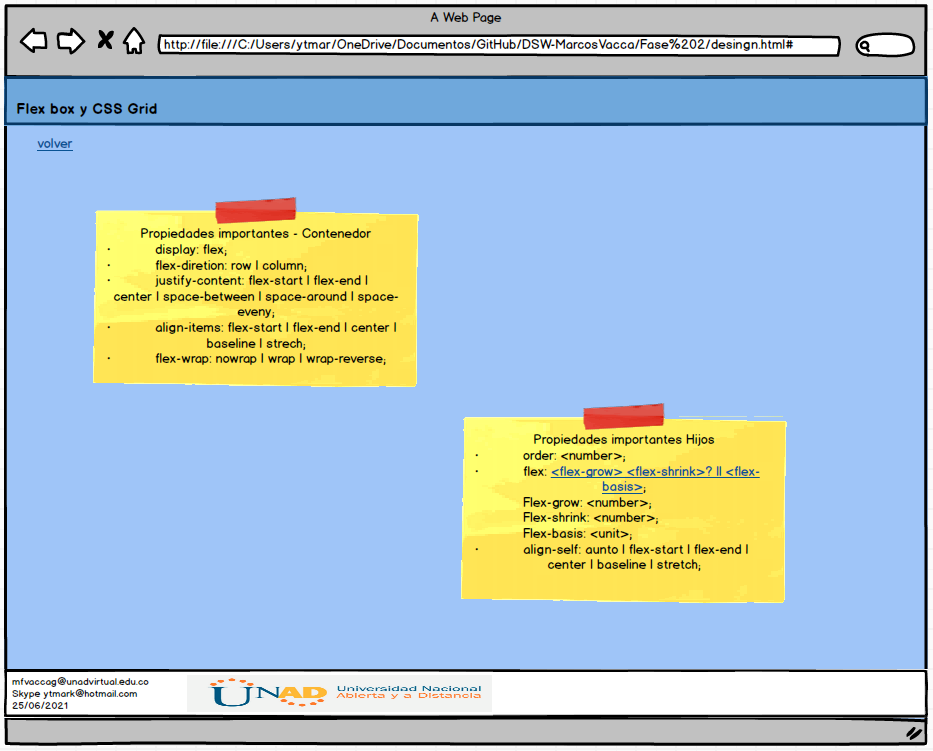 A Web Page
http://file:///C:/Users/ytmar/OneDrive/Documentos/GitHub/DSW-MarcosVacca/Fase%202/desingn.html#
Flex box y CSS Grid
volver
Propiedades importantes - Contenedor
· display: flex;
· flex-diretion: row | column;
· justify-content: flex-start | flex-end |
center | space-between | space-around | space-
eveny;
· align-items: flex-start | flex-end | center |
baseline | strech;
· flex-wrap: nowrap | wrap | wrap-reverse;
Propiedades importantes Hijos
· order: <number>;
· flex: <flex-grow> <flex-shrink>? || <flex-
basis>;
Flex-grow: <number>;
Flex-shrink: <number>;
Flex-basis: <unit>;
· align-self: aunto | flex-start | flex-end |
center | baseline | stretch;
mfvaccag@unadvirtual.edu.co
Skype ytmark@hotmail.com
25/06/2021
UNAD
Universidad Nacional
Abierta y a Distancia